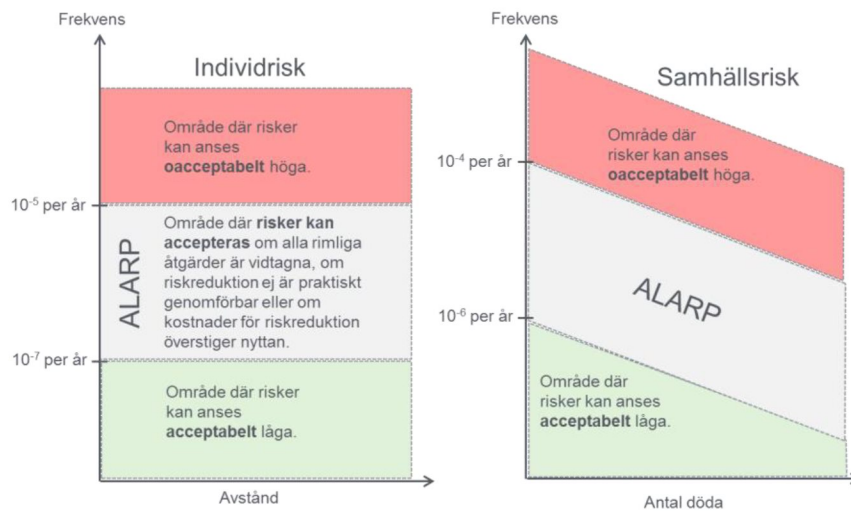 Frekvens
Individrisk
Område där risker
kan anses
oacceptabelt höga.
10⁻⁵ per år
ALARP
Område där risker kan
accepteras om alla rimliga
åtgärder är vidtagna, om
riskreduktion ej är praktiskt
genomförbar eller om
kostnader för riskreduktion
överstiger nyttan.
10⁻⁷ per år
Område där risker
kan anses
acceptabelt låga.
Avstånd
Frekvens
Samhällsrisk
Område där
risker kan anses
oacceptabelt höga.
10⁻⁴ per år
ALARP
10⁻⁶ per år
Område där
risker kan anses
acceptabelt låga.
Antal döda